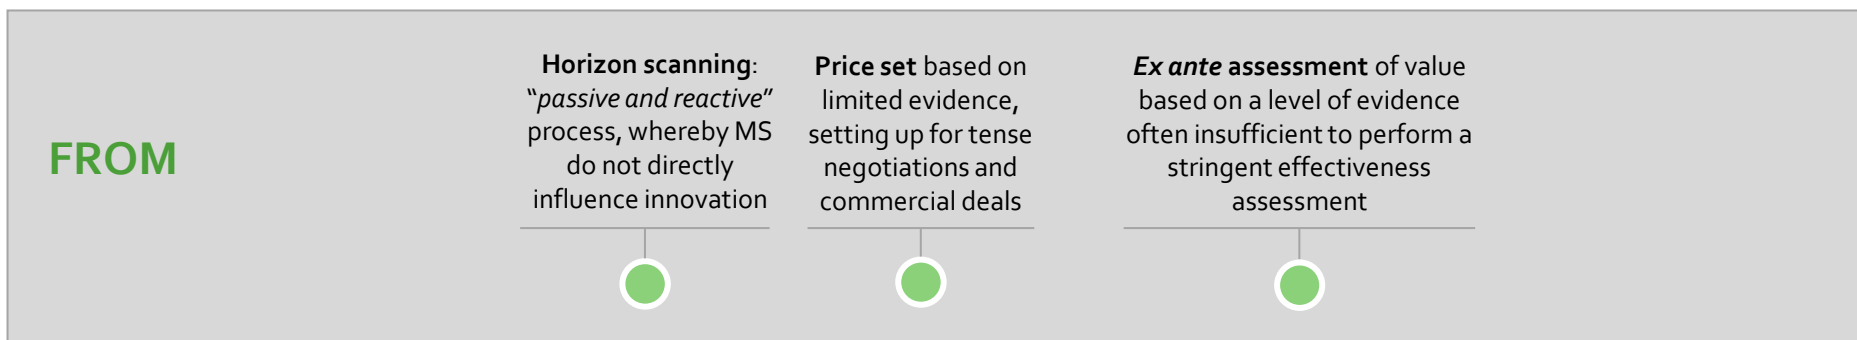 FROM
Horizon scanning:
“passive and reactive”
process, whereby MS
do not directly
influence innovation
Price set based on
limited evidence,
setting up for tense
negotiations and
commercial deals
Ex ante assessment of value
based on a level of evidence
often insufficient to perform a
stringent effectiveness
assessment